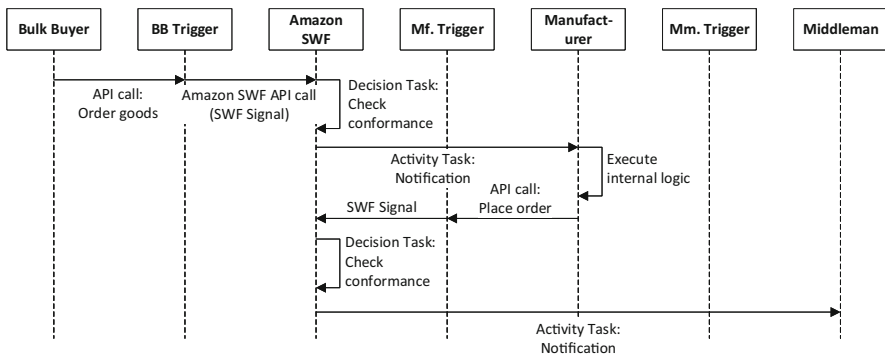 Bulk Buyer
BB Trigger
Amazon
SWF
Mf. Trigger
Manufact-
urer
Mm. Trigger
Middleman
API call:
Order goods
Amazon SWF API call
(SWF Signal)
Decision Task:
Check
conformance
Activity Task:
Notification
Execute
internal logic
API call:
Place order
SWF Signal
Decision Task:
Check
conformance
Activity Task:
Notification